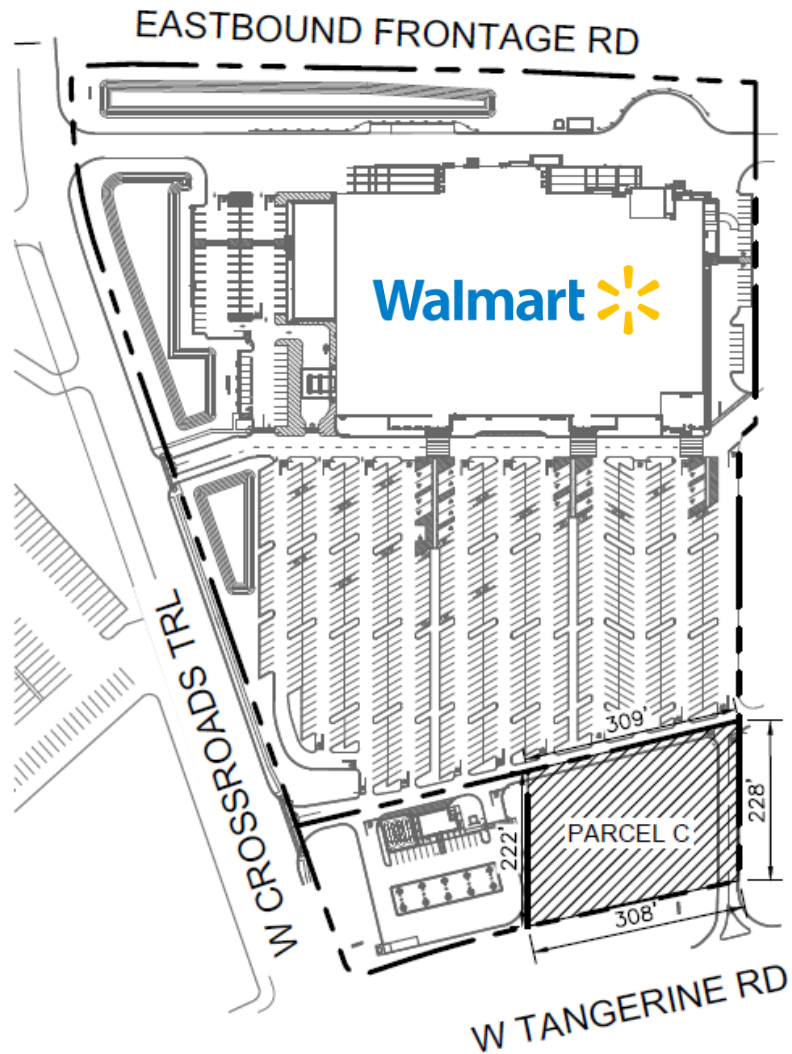 EASTBOUND FRONTAGE RD
Walmart
W CROSSROADS TRL
309'
PARCEL C
222'
228'
308'
W TANGERINE RD